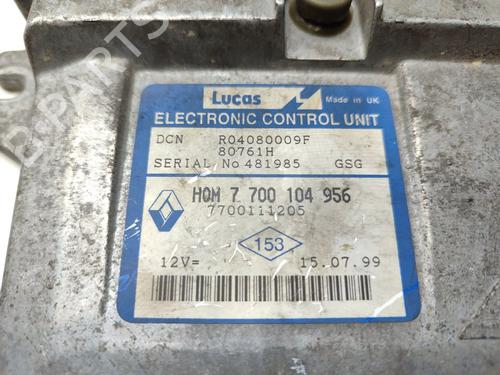 Lucas Made in UK
ELECTRONIC CONTROL UNIT
DCN R04080009F
80761H
SERIAL No 481985 GSG
HOM 7 700 104 956
7700111205
153
12V= 15.07.99